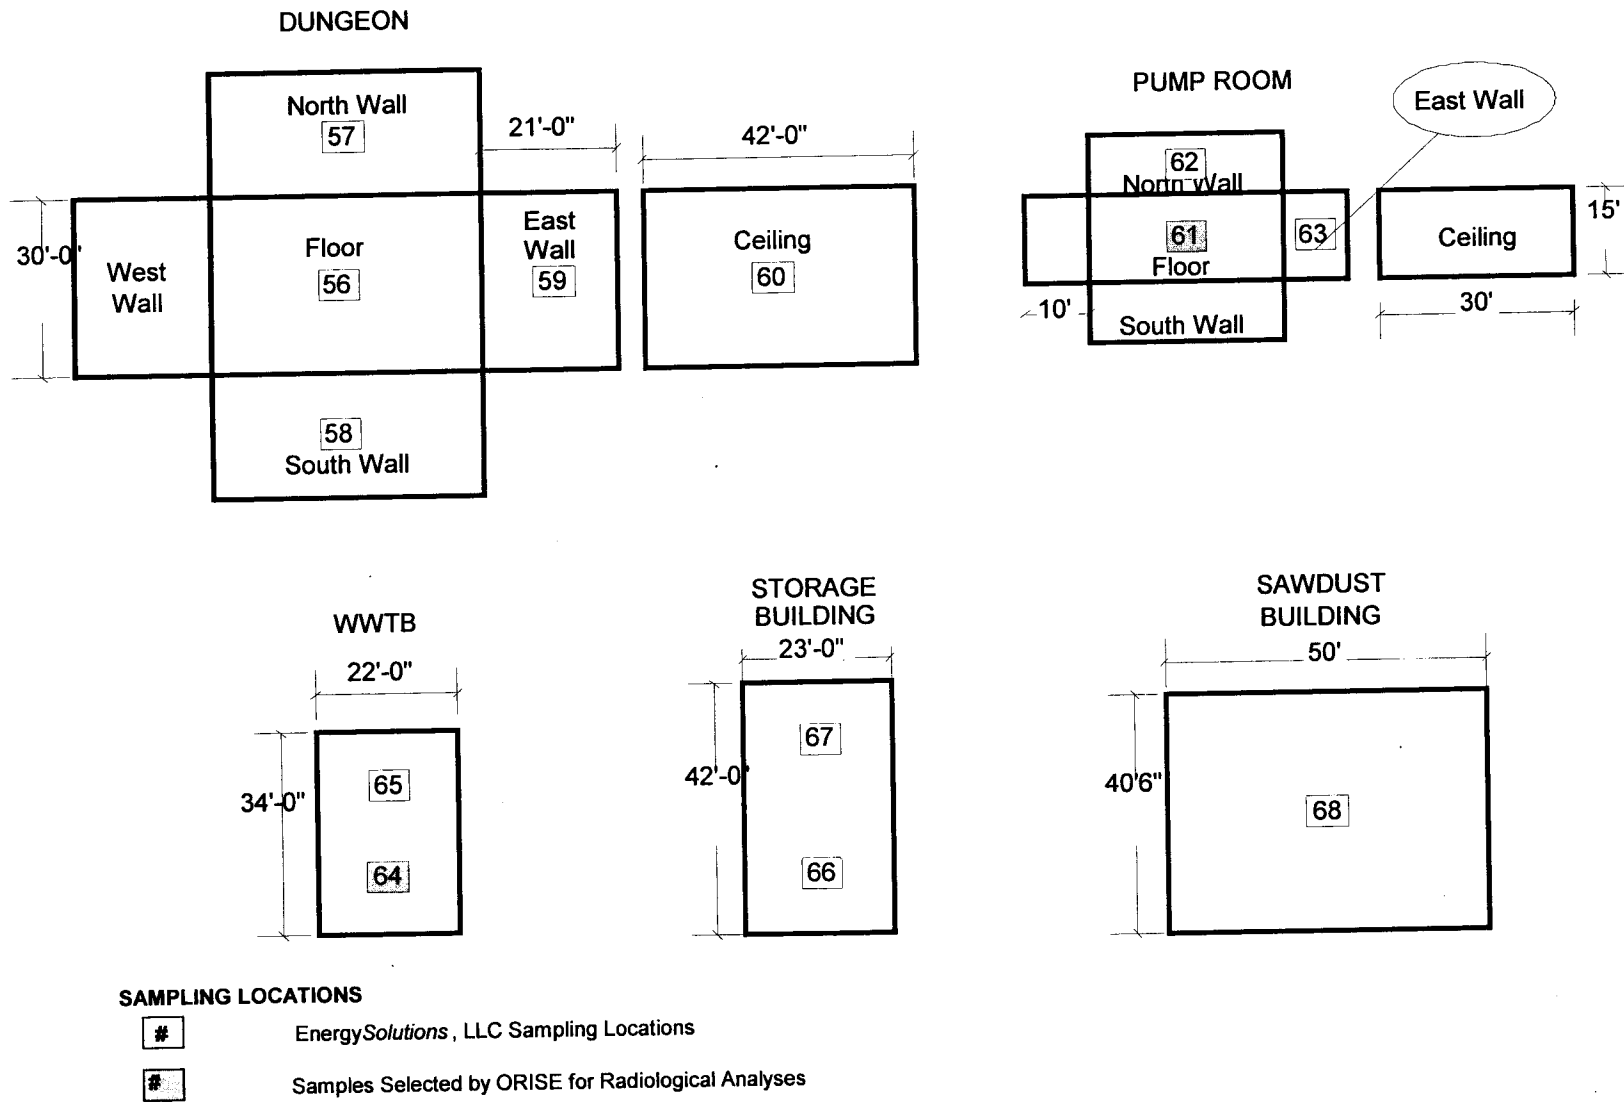 DUNGEON
North Wall
57
21'-0"
42'-0"
30'-0"
West
Wall
Floor
56
East
Wall
59
Ceiling
60
58
South Wall
PUMP ROOM
East Wall
62
North Wall
61
Floor
63
Ceiling
15'
10'
South Wall
30'
WWTB
22'-0"
34'-0"
65
64
STORAGE
BUILDING
23'-0"
42'-0"
67
66
SAWDUST
BUILDING
50'
40'6"
68
SAMPLING LOCATIONS
# EnergySolutions, LLC Sampling Locations
# Samples Selected by ORISE for Radiological Analyses